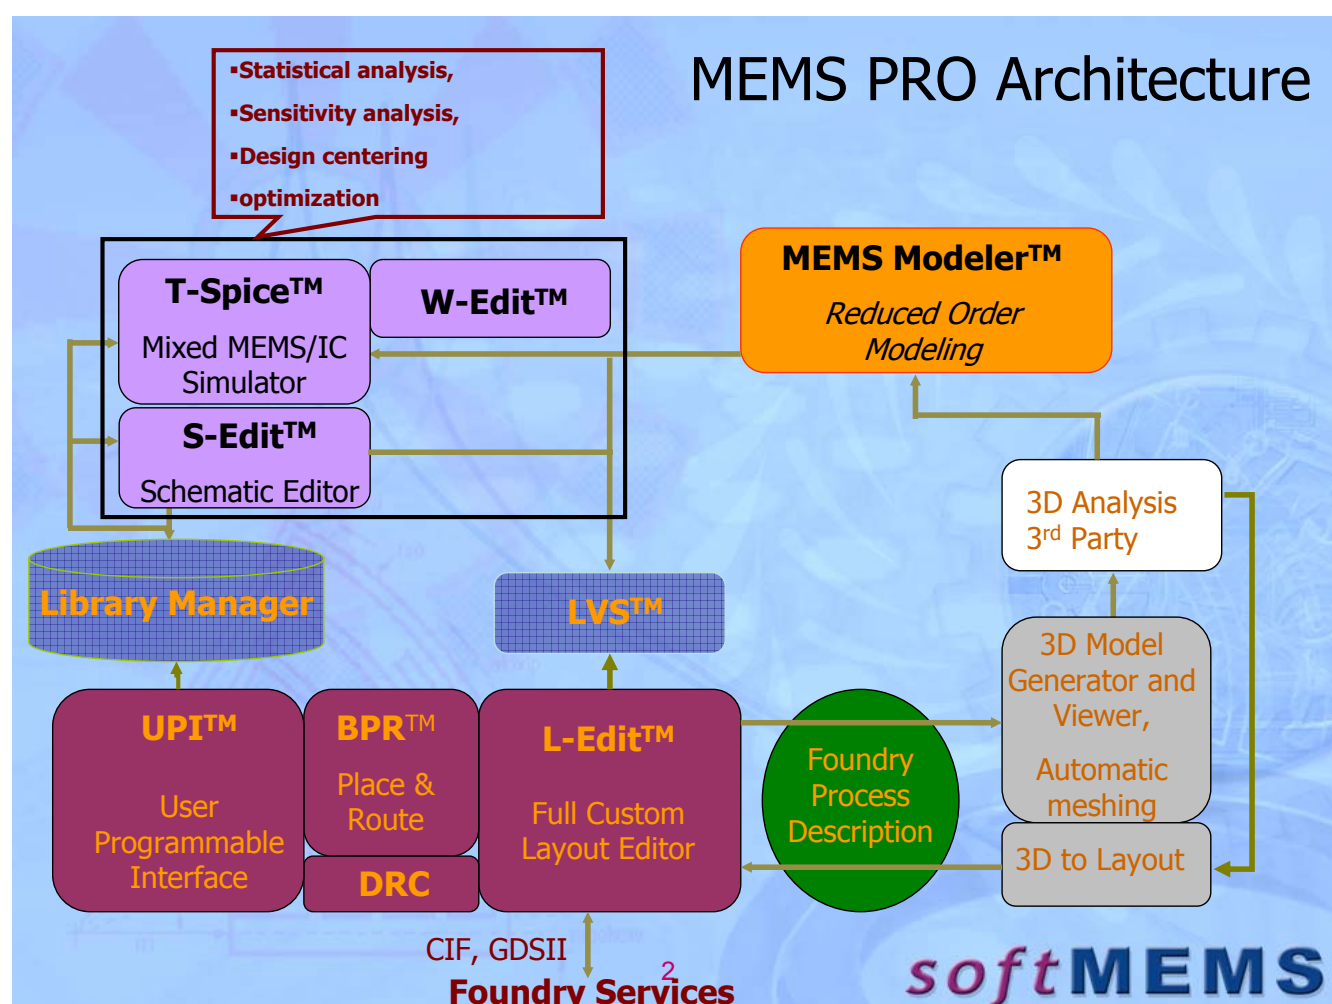 MEMS PRO Architecture
▪Statistical analysis,
▪Sensitivity analysis,
▪Design centering
▪optimization
T-Spice™
Mixed MEMS/IC
Simulator
W-Edit™
S-Edit™
Schematic Editor
MEMS Modeler™
Reduced Order
Modeling
3D Analysis
3rd Party
Library Manager
LVS™
3D Model
Generator and
Viewer,
Automatic
meshing
3D to Layout
UPI™
User
Programmable
Interface
BPR™
Place &
Route
DRC
L-Edit™
Full Custom
Layout Editor
Foundry
Process
Description
CIF, GDSII
Foundry Services
2
softMEMS